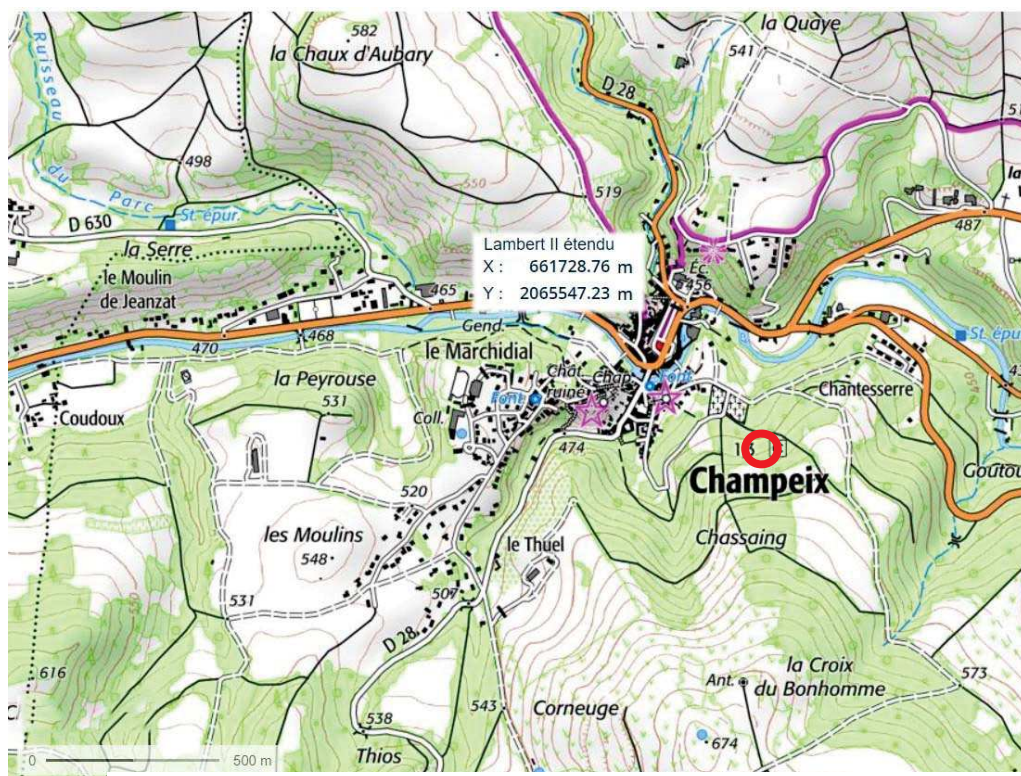 la Quaye
582
la Chaux d'Aubary
541
D 28
Ruisseau
du Parc
498
550
519
St. épur.
D 630
la Serre
487
le Moulin
de Jeanzat
Lambert II étendu
X : 661728.76 m
Y : 2065547.23 m
Éc.
456
465
Gend.
468
470
le Marchidial
St. épu
la Peyrouse
531
Chât.
ruine
Chap.
Font.
Font.
450
Chantesserre
Coudoux
Coll.
474
Champeix
Goutou
520
Chassaing
les Moulins
548
le Thuel
507
531
550
D 28
616
la Croix
du Bonhomme
573
Ant.
543
Corneuge
538
674
Thios
0 500 m